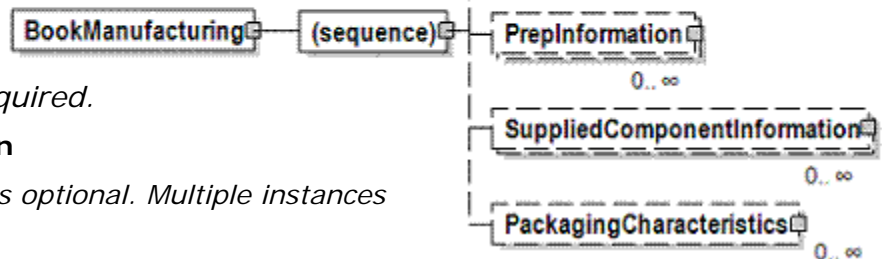 BookManufacturing (sequence) PrepInformation
0.. ∞
quired.
SuppliedComponentInformation
n
0.. ∞
s optional. Multiple instances
PackagingCharacteristics
0.. ∞